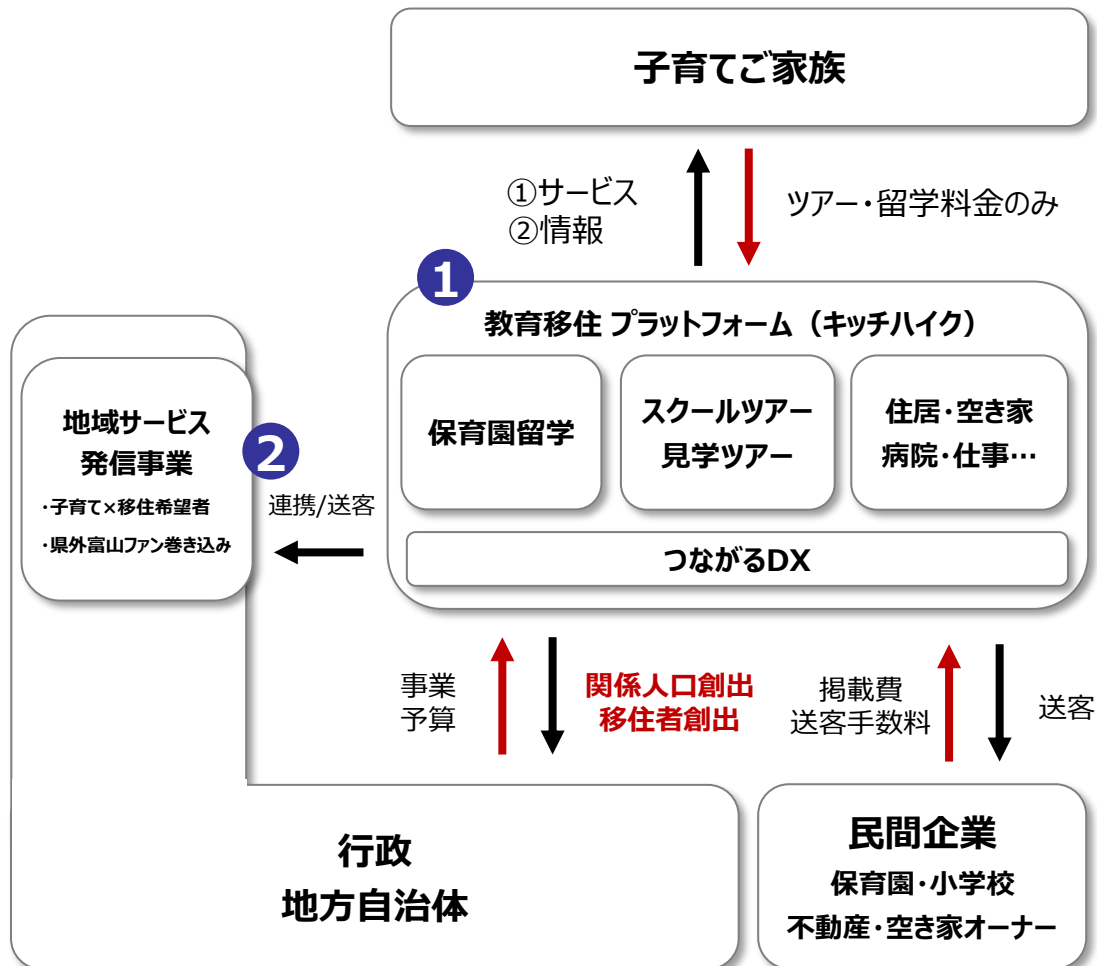 子育てご家族
①サービス
②情報
ツアー・留学料金のみ
1
教育移住 プラットフォーム（キッチハイク）
保育園留学
スクールツアー
見学ツアー
住居・空き家
病院・仕事…
つながるDX
地域サービス
発信事業
・子育て×移住希望者
・県外富山ファン巻き込み
2
連携/送客
事業
予算
関係人口創出
移住者創出
掲載費
送客手数料
送客
行政
地方自治体
民間企業
保育園・小学校
不動産・空き家オーナー